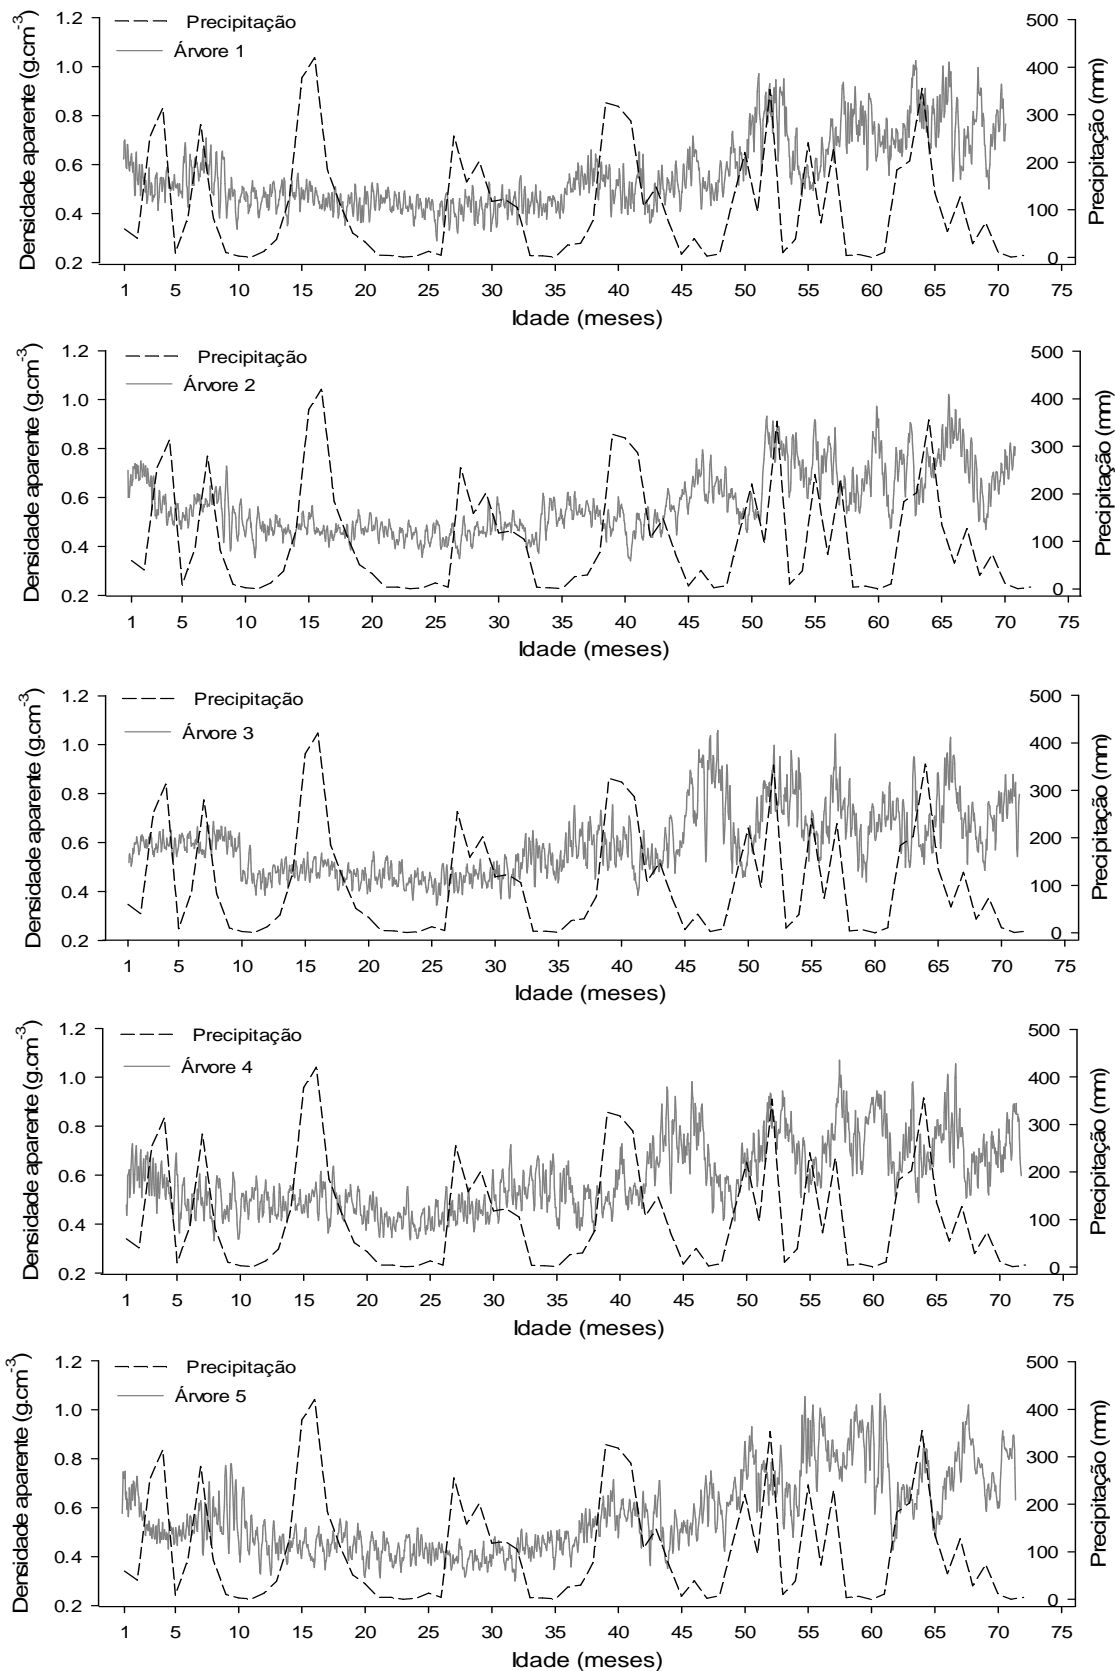 Densidade aparente (g.cm-3)
1.2
1.0
0.8
0.6
0.4
0.2
Precipitação
Árvore 1
500
400
300
200
100
0
Precipitação (mm)
1 5 10 15 20 25 30 35 40 45 50 55 60 65 70 75
Idade (meses)
Densidade aparente (g.cm-3)
1.2
1.0
0.8
0.6
0.4
0.2
Precipitação
Árvore 2
500
400
300
200
100
0
Precipitação (mm)
1 5 10 15 20 26 30 35 40 45 50 55 60 65 70 75
Idade (meses)
Densidade aparente (g.cm-3)
1.2
1.0
0.8
0.6
0.4
0.2
Precipitação
Árvore 3
500
400
300
200
100
0
Precipitação (mm)
1 5 10 15 20 25 30 35 40 45 50 55 60 65 70 75
Idade (meses)
Densidade aparente (g.cm-3)
1.2
1.0
0.8
0.6
0.4
0.2
Precipitação
Árvore 4
500
400
300
200
100
0
Precipitação (mm)
1 5 10 15 20 25 30 35 40 45 50 55 60 65 70 75
Idade (meses)
Densidade aparente (g.cm-3)
1.2
1.0
0.8
0.6
0.4
0.2
Precipitação
Árvore 5
500
400
300
200
100
0
Precipitação (mm)
1 5 10 15 20 25 30 35 40 45 50 55 60 65 71 75
Idade (meses)